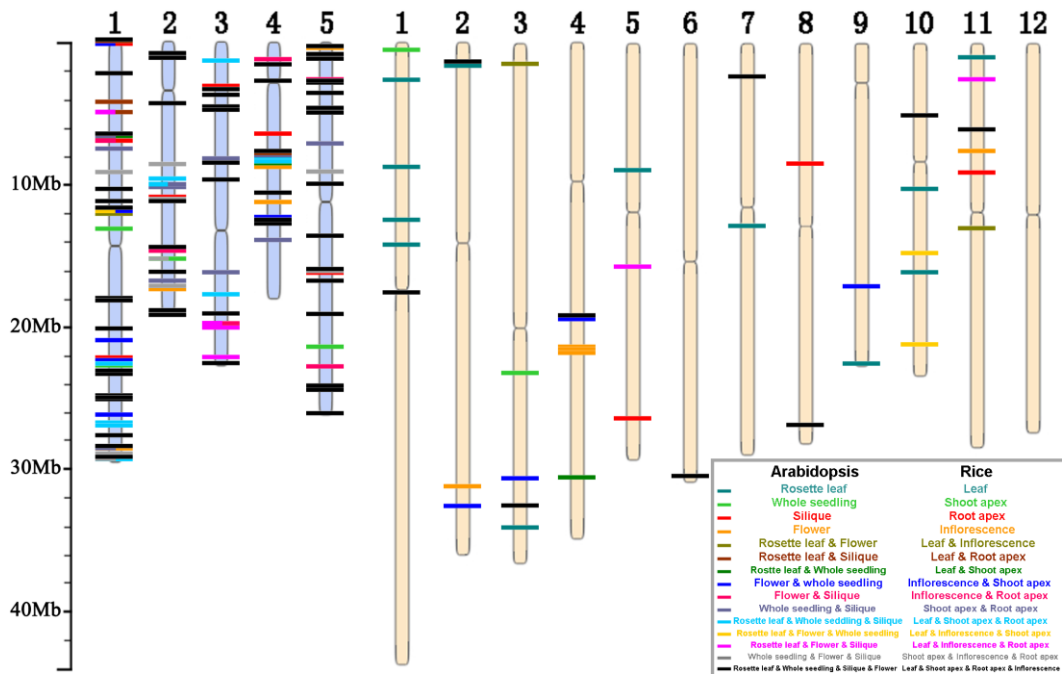 1 2 3 4 5 1 2 3 4 5 6 7 8 9 10 11 12
10Mb
20Mb
30Mb
40Mb
Arabidopsis Rice
Rosette leaf Leaf
Whole seedling Shoot apex
Silique Root apex
Flower Inflorescence
Rosette leaf & Flower Leaf & Inflorescence
Rosette leaf & Silique Leaf & Root apex
Rostte leaf & Whole seedling Leaf & Shoot apex
Flower & whole seedling Inflorescence & Shoot apex
Flower & Silique Inflorescence & Root apex
Whole seedling & Silique Shoot apex & Root apex
Rosette leaf & Whole seddling & Silique Leaf & Shoot apex & Root apex
Rosette leaf & Flower & Whole seedling Leaf & Inflorescence & Shoot apex
Rosette leaf & Flower & Silique Leaf & Inflorescence & Root apex
Whole seedling & Flower & Silique Shoot apex & Inflorescence & Root apex
Rosette leaf & Whole seedling & Silique & Flower Leaf & Shoot apex & Root apex & Inflorescence